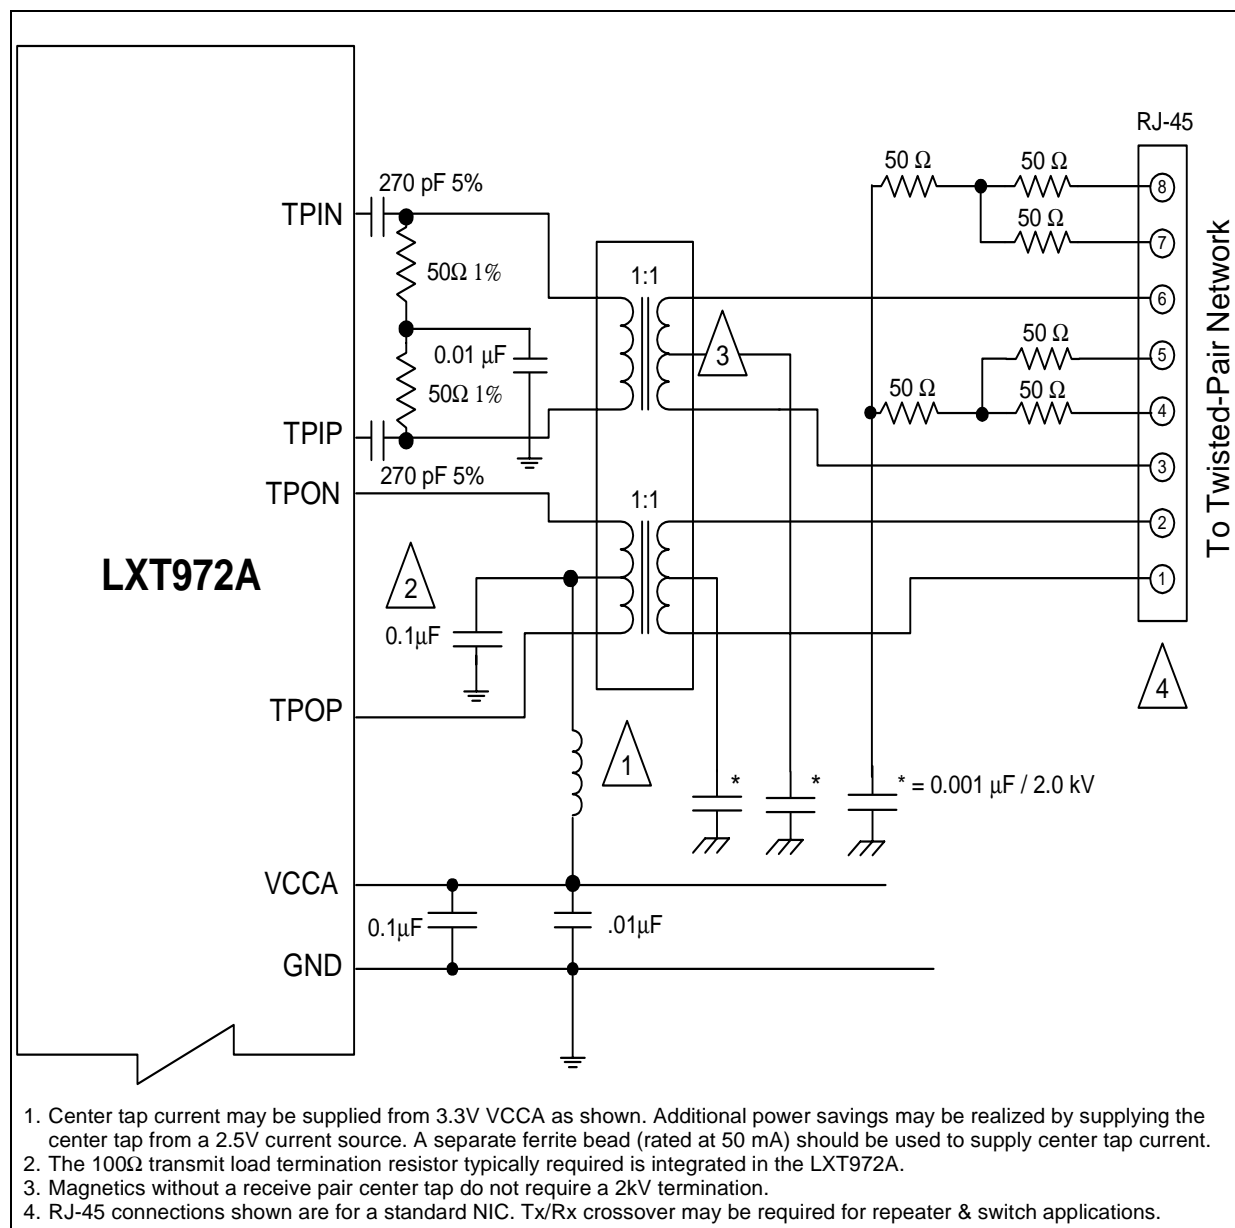 RJ-45
50 Ω
50 Ω
8
270 pF 5%
TPIN
50 Ω
7
50Ω 1%
1:1
6
To Twisted-Pair Network
0.01 µF
3
50 Ω
5
50Ω 1%
50 Ω
50 Ω
4
TPIP
270 pF 5%
3
TPON
1:1
2
LXT972A
2
1
0.1µF
4
TPOP
1
*
*
* = 0.001 µF / 2.0 kV
VCCA
0.1µF
.01µF
GND
1. Center tap current may be supplied from 3.3V VCCA as shown. Additional power savings may be realized by supplying the
center tap from a 2.5V current source. A separate ferrite bead (rated at 50 mA) should be used to supply center tap current.
2. The 100Ω transmit load termination resistor typically required is integrated in the LXT972A.
3. Magnetics without a receive pair center tap do not require a 2kV termination.
4. RJ-45 connections shown are for a standard NIC. Tx/Rx crossover may be required for repeater & switch applications.